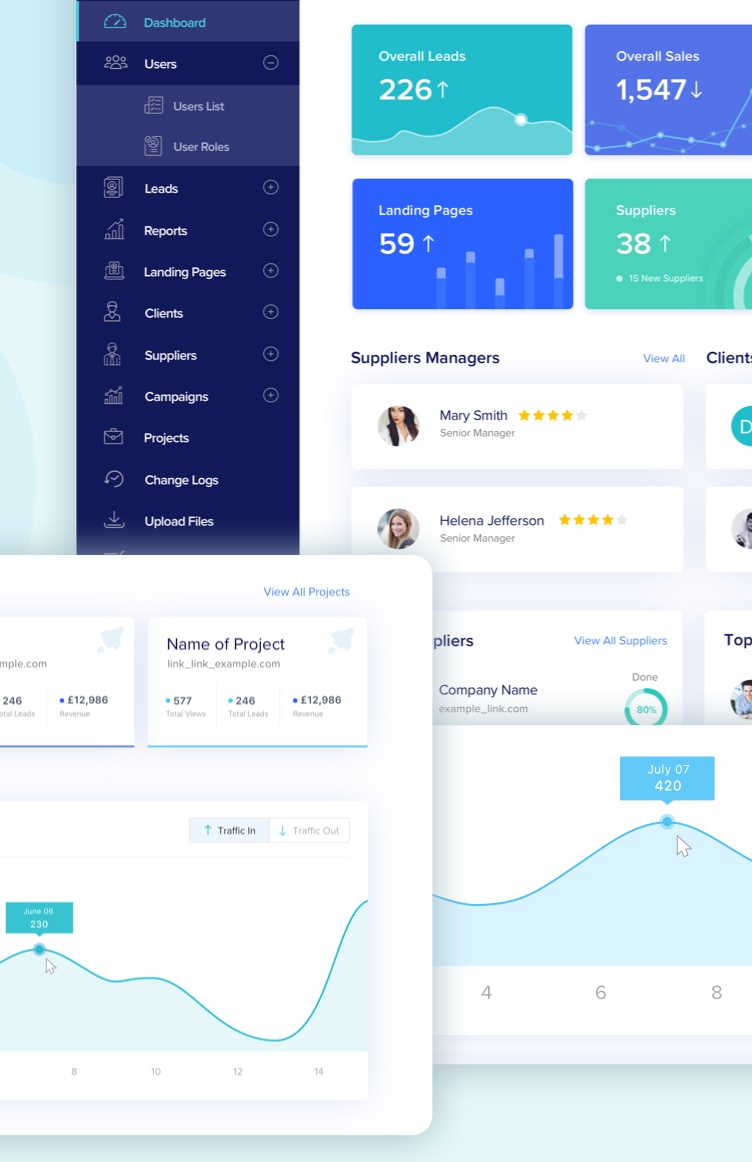 Dashboard
Users
Users List
User Roles
Leads
Reports
Landing Pages
Clients
Suppliers
Campaigns
Projects
Change Logs
Upload Files
Overall Leads
226
Overall Sales
1,547
Landing Pages
59
Suppliers
38
15 New Suppliers
Suppliers Managers
View All
Clients
Mary Smith
Senior Manager
D
Helena Jefferson
Senior Manager
pliers
View All Suppliers
Top
Company Name
example_link.com
Done
80%
July 07
420
4 6 8
View All Projects
mple.com
246
otal Leads
£12,986
Revenue
Name of Project
link_link_example.com
577
Total Views
246
Total Leads
£12,986
Revenue
Traffic In
Traffic Out
June 06
230
8 10 12 14